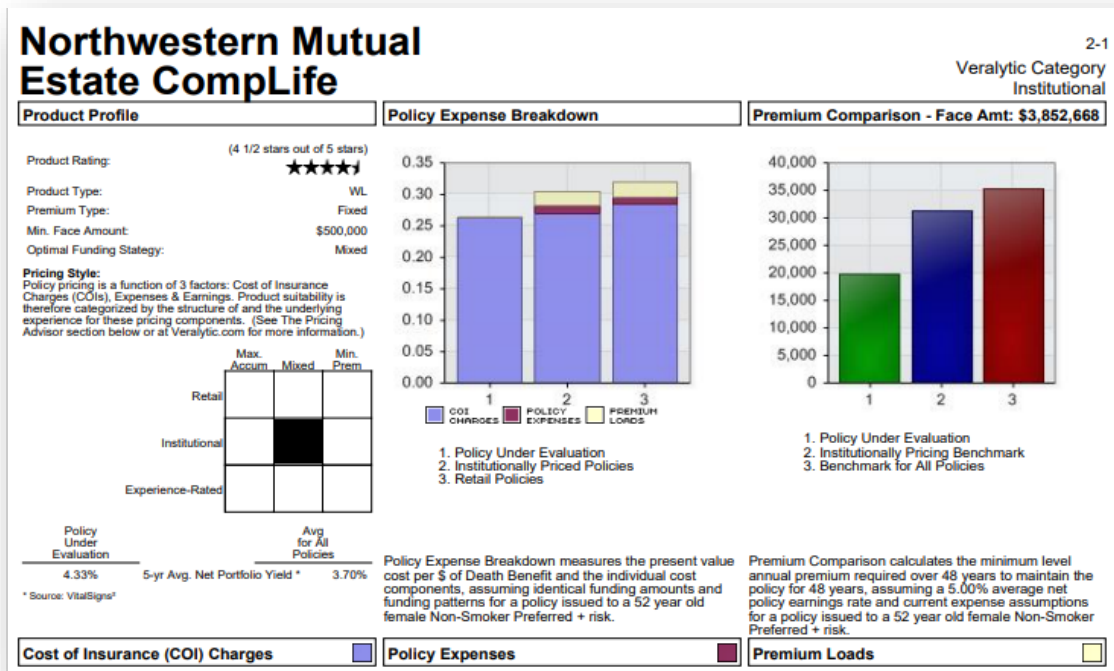 Northwestern Mutual
Estate CompLife
2-1
Veralytic Category
Institutional
Product Profile
Product Rating:
(4 1/2 stars out of 5 stars)
Product Type:
WL
Premium Type:
Fixed
Min. Face Amount:
$500,000
Optimal Funding Stategy:
Mixed
Pricing Style:
Policy pricing is a function of 3 factors: Cost of Insurance
Charges (COIs), Expenses & Earnings. Product suitability is
therefore categorized by the structure of and the underlying
experience for these pricing components. (See The Pricing
Advisor section below or at Veralytic.com for more information.)
Max.
Accum
Mixed
Min.
Prem
Retail
Institutional
Experience-Rated
Policy
Under
Evaluation
Avg
for All
Policies
4.33%
5-yr Avg. Net Portfolio Yield *
3.70%
* Source: VitalSigns²
Policy Expense Breakdown
0.35
0.30
0.25
0.20
0.15
0.10
0.05
0.00
1
2
3
COI
CHARGES
POLICY
EXPENSES
PREMIUM
LOADS
1. Policy Under Evaluation
2. Institutionally Priced Policies
3. Retail Policies
Policy Expense Breakdown measures the present value
cost per $ of Death Benefit and the individual cost
components, assuming identical funding amounts and
funding patterns for a policy issued to a 52 year old
female Non-Smoker Preferred + risk.
Premium Comparison - Face Amt: $3,852,668
40,000
35,000
30,000
25,000
20,000
15,000
10,000
5,000
0
1
2
3
1. Policy Under Evaluation
2. Institutionally Pricing Benchmark
3. Benchmark for All Policies
Premium Comparison calculates the minimum level
annual premium required over 48 years to maintain the
policy for 48 years, assuming a 5.00% average net
policy earnings rate and current expense assumptions
for a policy issued to a 52 year old female Non-Smoker
Preferred + risk.
Cost of Insurance (COI) Charges
Policy Expenses
Premium Loads